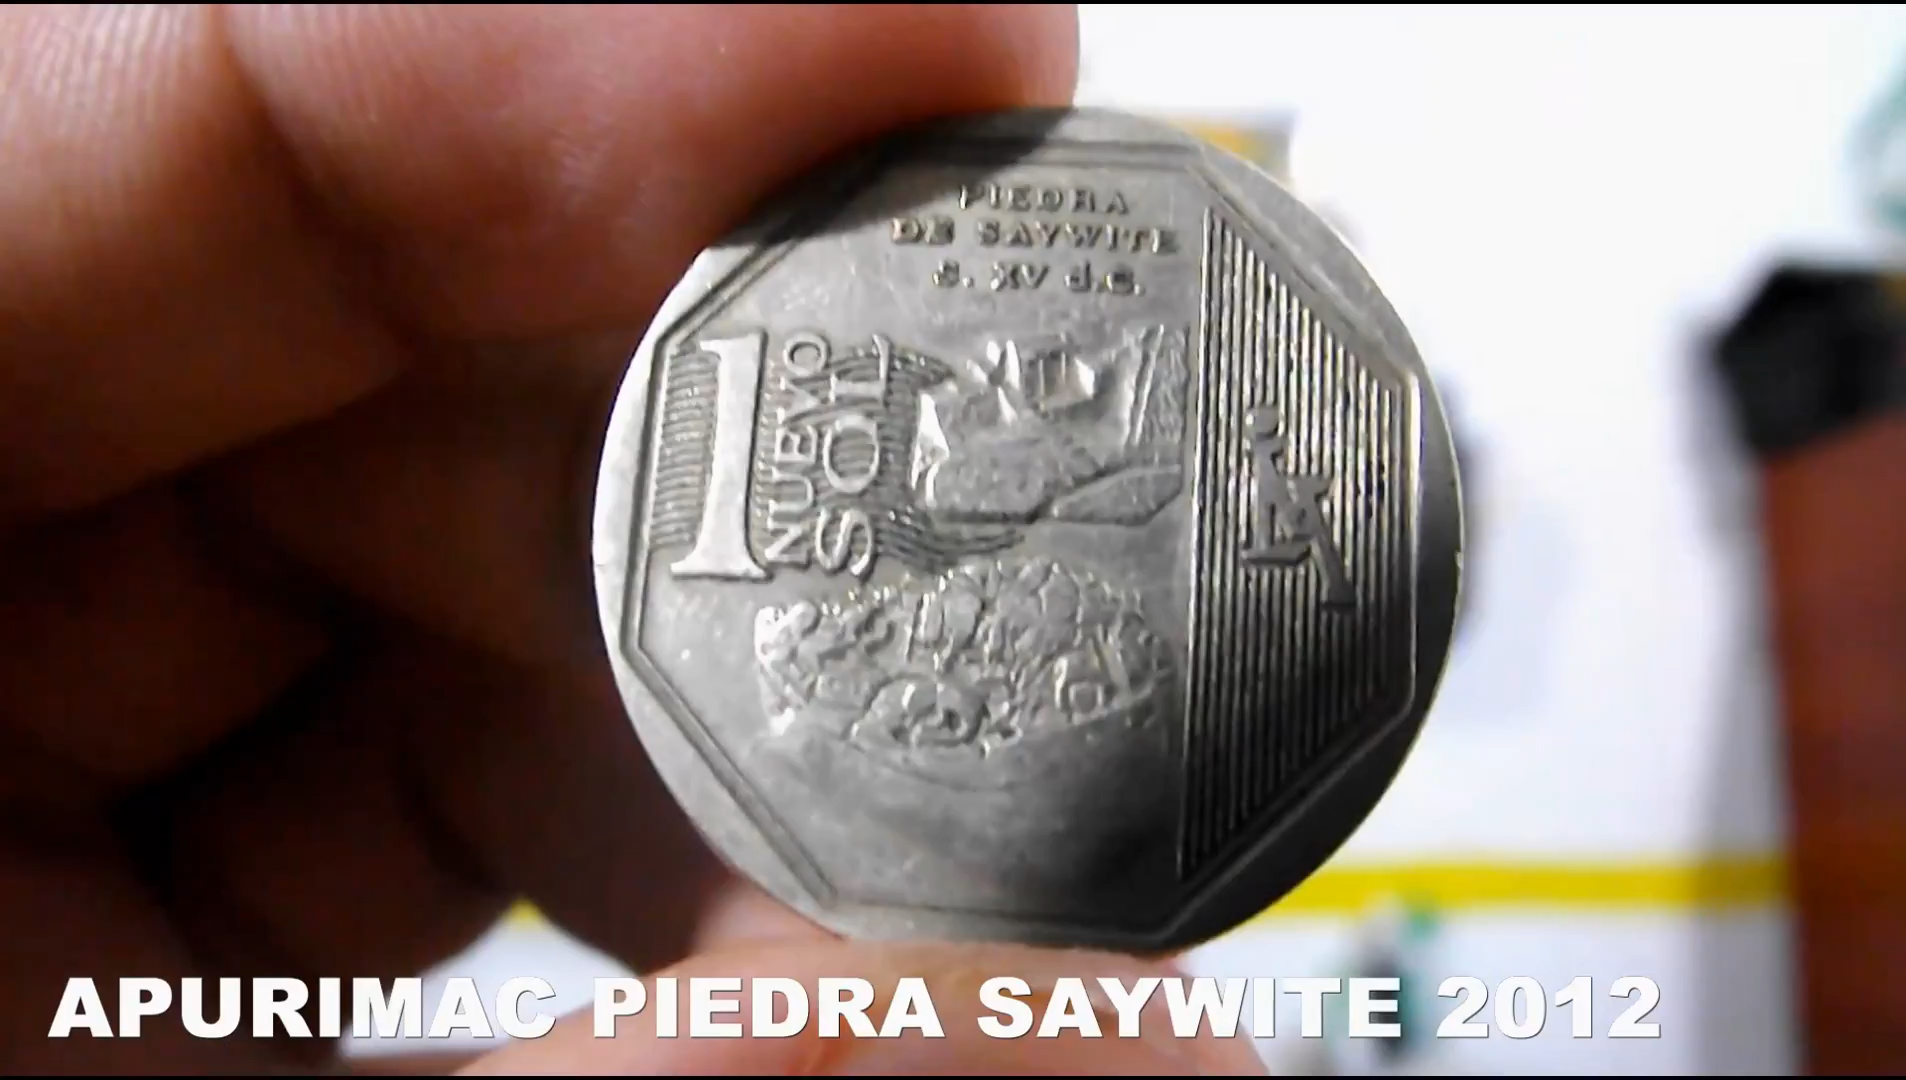 PIEDRA
DE SAYWITE
S. XV d.C.
1
NUEVO
SOL
APURIMAC PIEDRA SAYWITE 2012